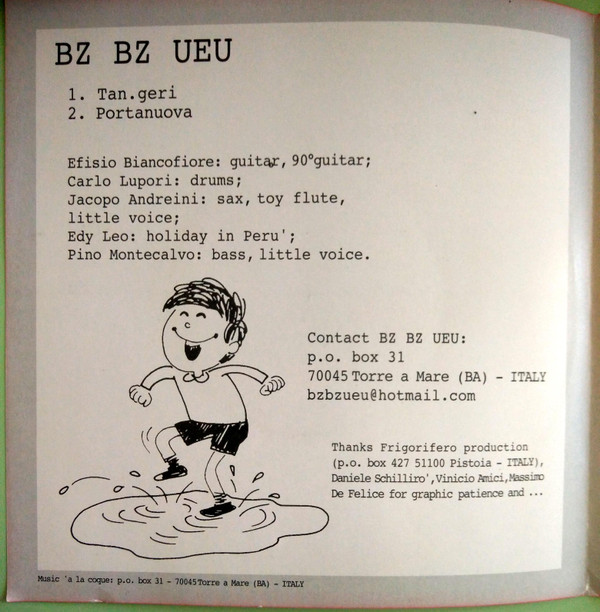 BZ BZ UEU
1. Tan.geri
2. Portanuova
Efisio Biancofiore: guitar, 90°guitar;
Carlo Lupori: drums;
Jacopo Andreini: sax, toy flute,
little voice;
Edy Leo: holiday in Peru';
Pino Montecalvo: bass, little voice.
Contact BZ BZ UEU:
p.o. box 31
70045 Torre a Mare (BA) - ITALY
bzbzueu@hotmail.com
Thanks Frigorifero production
(p.o. box 427 51100 Pistoia - ITALY),
Daniele Schilliro', Vinicio Amici, Massimo
De Felice for graphic patience and ...
Music 'a la coque: p.o. box 31 - 70045 Torre a Mare (BA) - ITALY